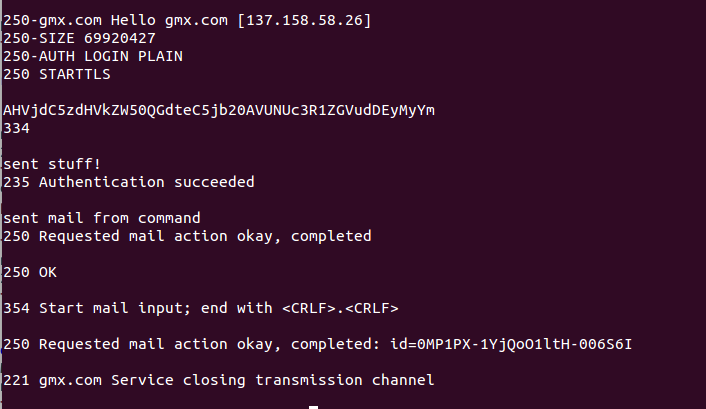 250-gmx.com Hello gmx.com [137.158.58.26]
250-SIZE 69920427
250-AUTH LOGIN PLAIN
250 STARTTLS
AHVjdC5zdHVkZW50QGdteC5jb20AVUNUc3R1ZGVudDEyMyYm
334
sent stuff!
235 Authentication succeeded
sent mail from command
250 Requested mail action okay, completed
250 OK
354 Start mail input; end with <CRLF>.<CRLF>
250 Requested mail action okay, completed: id=0MP1PX-1YjQoO1ltH-006S6I
221 gmx.com Service closing transmission channel